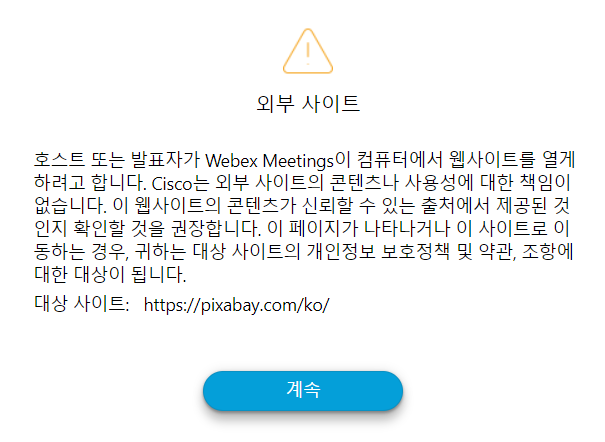 외부 사이트
호스트 또는 발표자가 Webex Meetings이 컴퓨터에서 웹사이트를 열게
하려고 합니다. Cisco는 외부 사이트의 콘텐츠나 사용성에 대한 책임이
없습니다. 이 웹사이트의 콘텐츠가 신뢰할 수 있는 출처에서 제공된 것
인지 확인할 것을 권장합니다. 이 페이지가 나타나거나 이 사이트로 이
동하는 경우, 귀하는 대상 사이트의 개인정보 보호정책 및 약관, 조항에
대한 대상이 됩니다.
대상 사이트: https://pixabay.com/ko/
계속